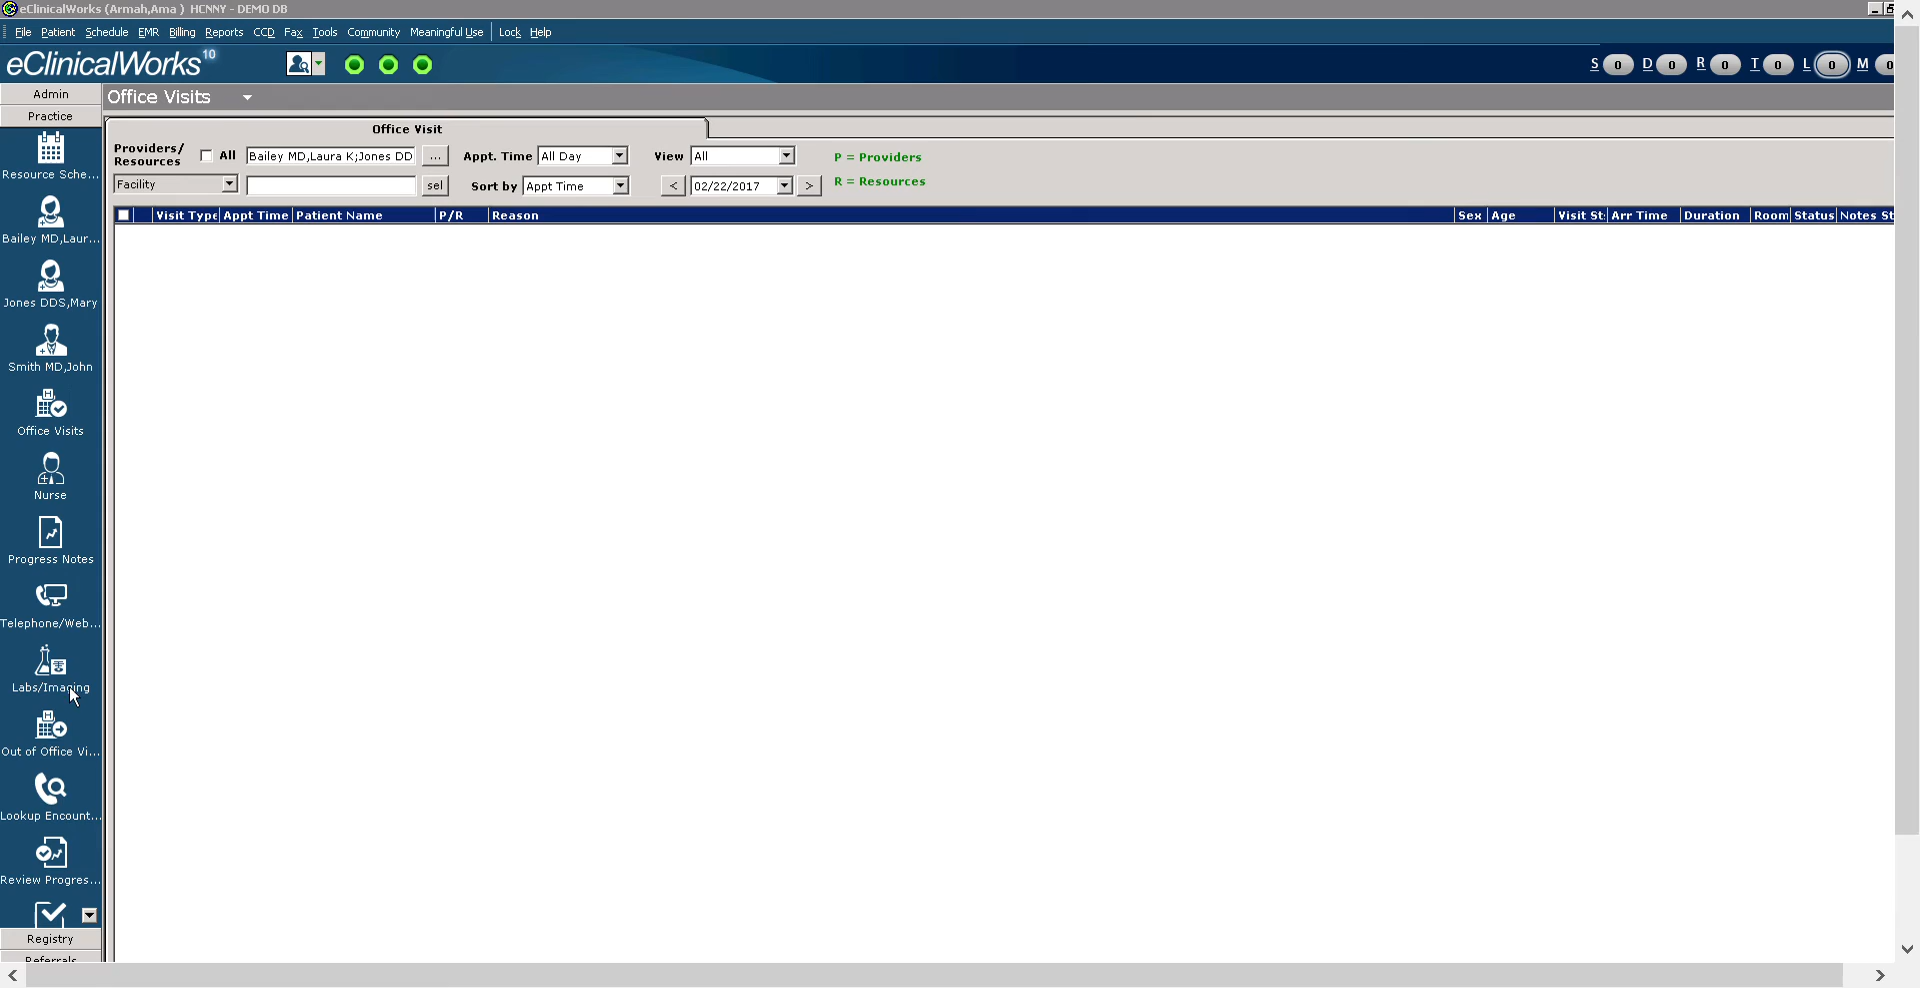 eClinicalWorks (Armah,Ama ) HCNNY - DEMO DB
File Patient Schedule EMR Billing Reports CCD Fax Tools Community Meaningful Use Lock Help
eClinicalWorks 10
S 0 D 0 R 0 T 0 L 0 M 0
Admin
Practice
Office Visits
Office Visit
Providers/
Resources
All
Bailey MD,Laura K;Jones DD
...
Appt. Time
All Day
View
All
P = Providers
Facility
sel
Sort by
Appt Time
<
02/22/2017
>
R = Resources
Visit Type Appt Time Patient Name P/R Reason Sex Age Visit St: Arr Time Duration Room Status Notes St
Resource Sche...
Bailey MD,Laur...
Jones DDS,Mary
Smith MD,John
Office Visits
Nurse
Progress Notes
Telephone/Web...
Labs/Imaging
Out of Office Vi...
Lookup Encount...
Review Progres...
Registry
Referrals